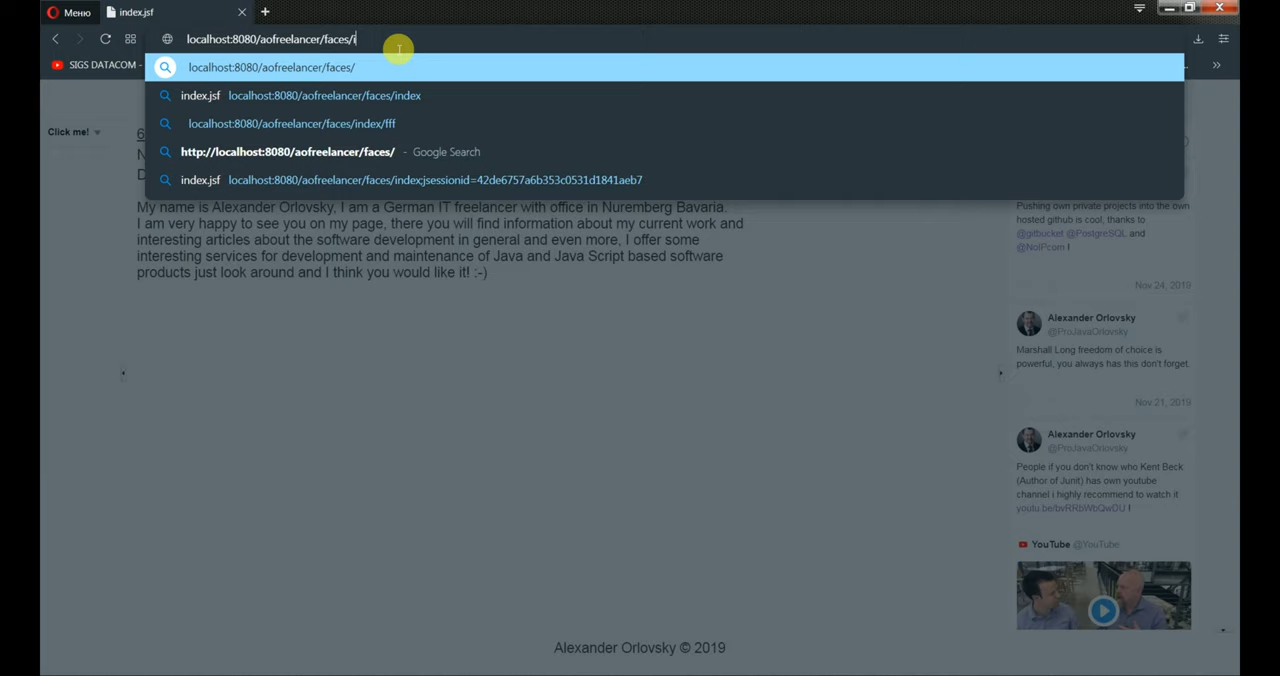 Меню
index.jsf
localhost:8080/aofreelancer/faces/i
SIGS DATACOM -
localhost:8080/aofreelancer/faces/
index.jsf localhost:8080/aofreelancer/faces/index
localhost:8080/aofreelancer/faces/index/fff
http://localhost:8080/aofreelancer/faces/ - Google Search
index.jsf localhost:8080/aofreelancer/faces/index;jsessionid=42de6757a6b353c0531d1841aeb7
Click me!
6
N
D
My name is Alexander Orlovsky, I am a German IT freelancer with office in Nuremberg Bavaria.
I am very happy to see you on my page, there you will find information about my current work and
interesting articles about the software development in general and even more, I offer some
interesting services for development and maintenance of Java and Java Script based software
products just look around and I think you would like it! :-)
Pushing own private projects into the own
hosted github is cool, thanks to
@gitbucket @PostgreSQL and
@NoIPcom !
Nov 24, 2019
Alexander Orlovsky
@ProJavaOrlovsky
Marshall Long freedom of choice is
powerful, you always has this don't forget.
Nov 21, 2019
Alexander Orlovsky
@ProJavaOrlovsky
People if you don't know who Kent Beck
(Author of Junit) has own youtube
channel i highly recommend to watch it
youtu.be/bvRRbWbQwDU !
YouTube @YouTube
Alexander Orlovsky © 2019